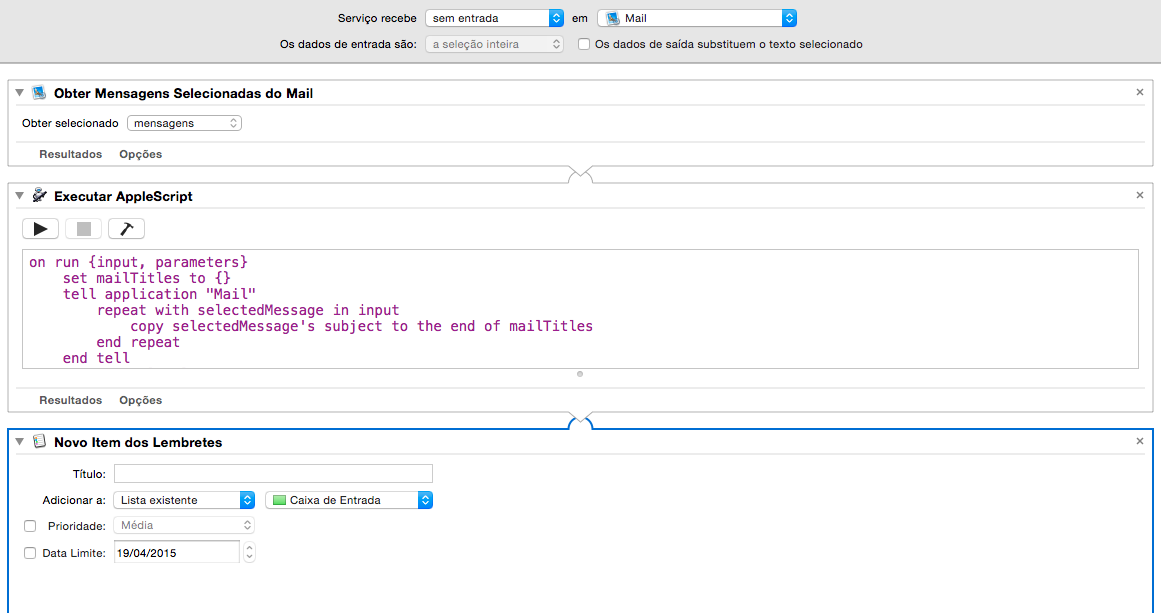 Serviço recebe sem entrada em Mail
Os dados de entrada são: a seleção inteira Os dados de saída substituem o texto selecionado
Obter Mensagens Selecionadas do Mail
Obter selecionado mensagens
Resultados Opções
Executar AppleScript
on run {input, parameters}
set mailTitles to {}
tell application "Mail"
repeat with selectedMessage in input
copy selectedMessage's subject to the end of mailTitles
end repeat
end tell
Resultados Opções
Novo Item dos Lembretes
Título:
Adicionar a: Lista existente Caixa de Entrada
Prioridade: Média
Data Limite: 19/04/2015